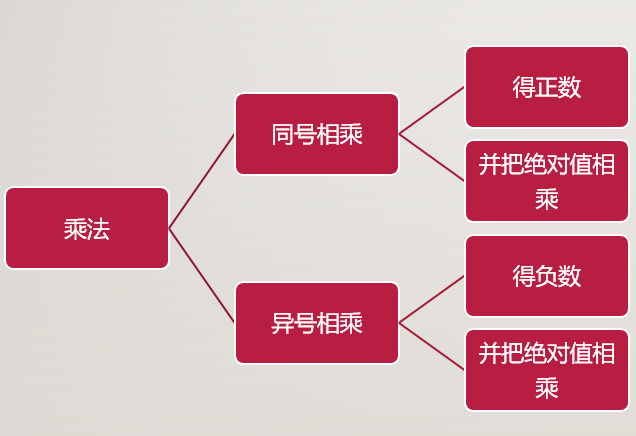 乘法
同号相乘
得正数
并把绝对值相
乘
异号相乘
得负数
并把绝对值相
乘